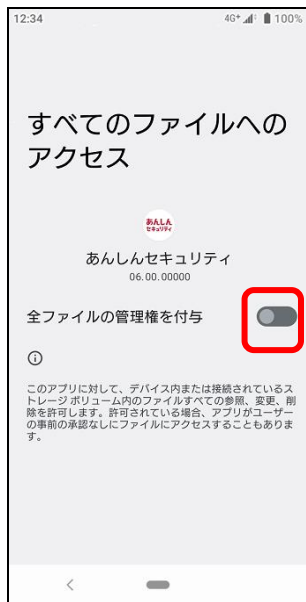 12:34 4G+ 100%
すべてのファイルへの
アクセス
あんしん
セキュリティ
あんしんセキュリティ
06.00.00000
全ファイルの管理権を付与
このアプリに対して、デバイス内または接続されているス
トレージ ボリューム内のファイルすべての参照、変更、削
除を許可します。許可されている場合、アプリがユーザー
の事前の承認なしにファイルにアクセスすることもありま
す。